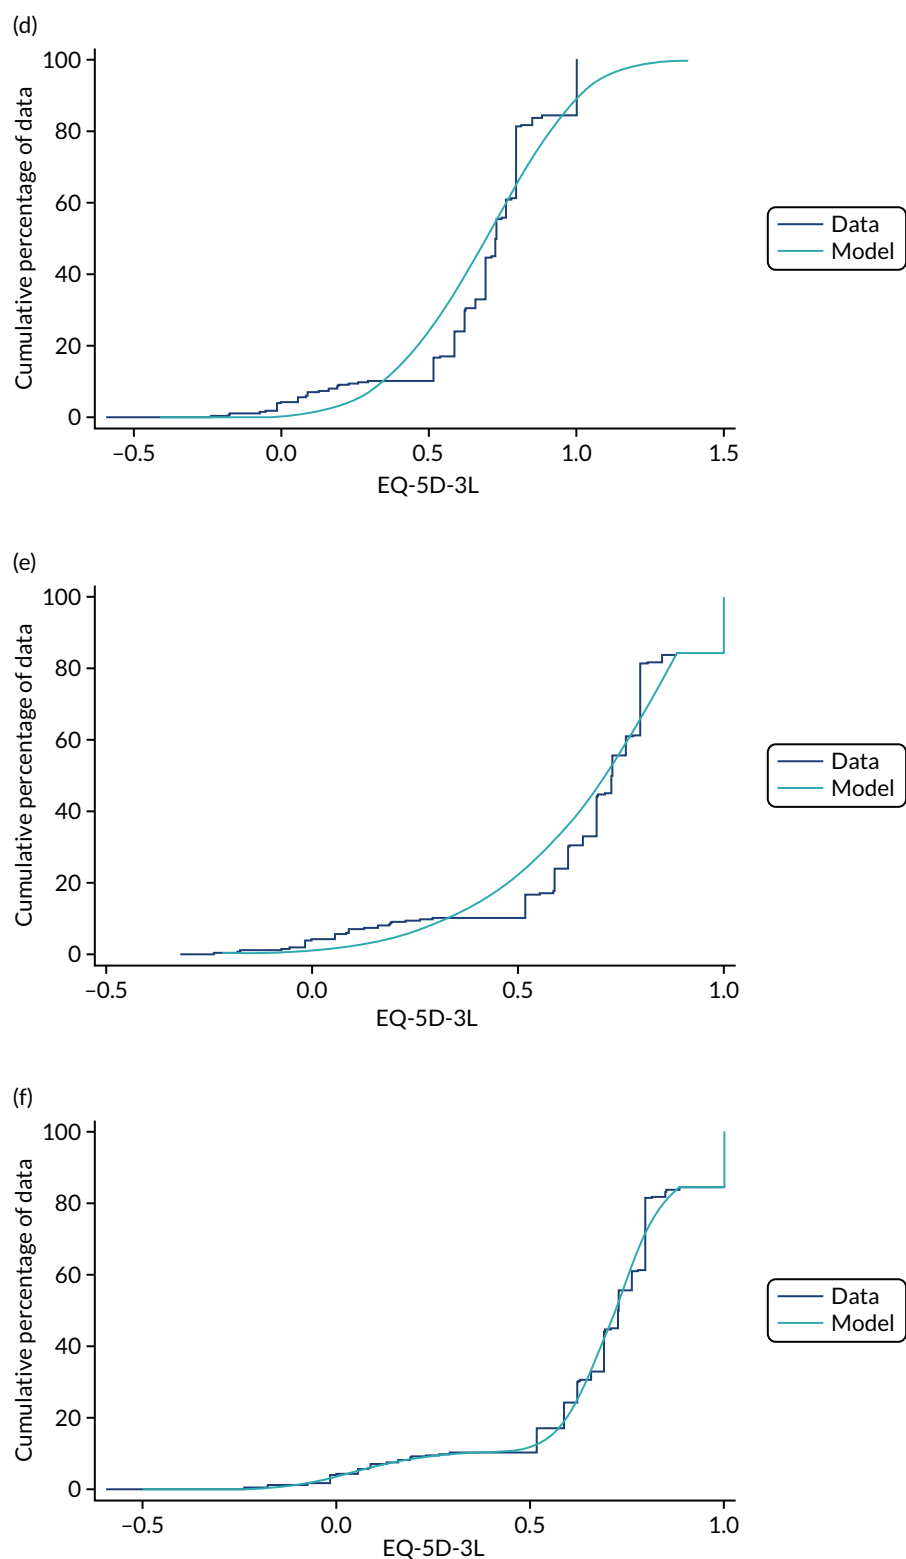 (d)
100
80
60
40
20
0
Cumulative percentage of data
–0.5 0.0 0.5 1.0 1.5
EQ-5D-3L
Data
Model
(e)
100
80
60
40
20
0
Cumulative percentage of data
–0.5 0.0 0.5 1.0
EQ-5D-3L
Data
Model
(f)
100
80
60
40
20
0
Cumulative percentage of data
–0.5 0.0 0.5 1.0
EQ-5D-3L
Data
Model